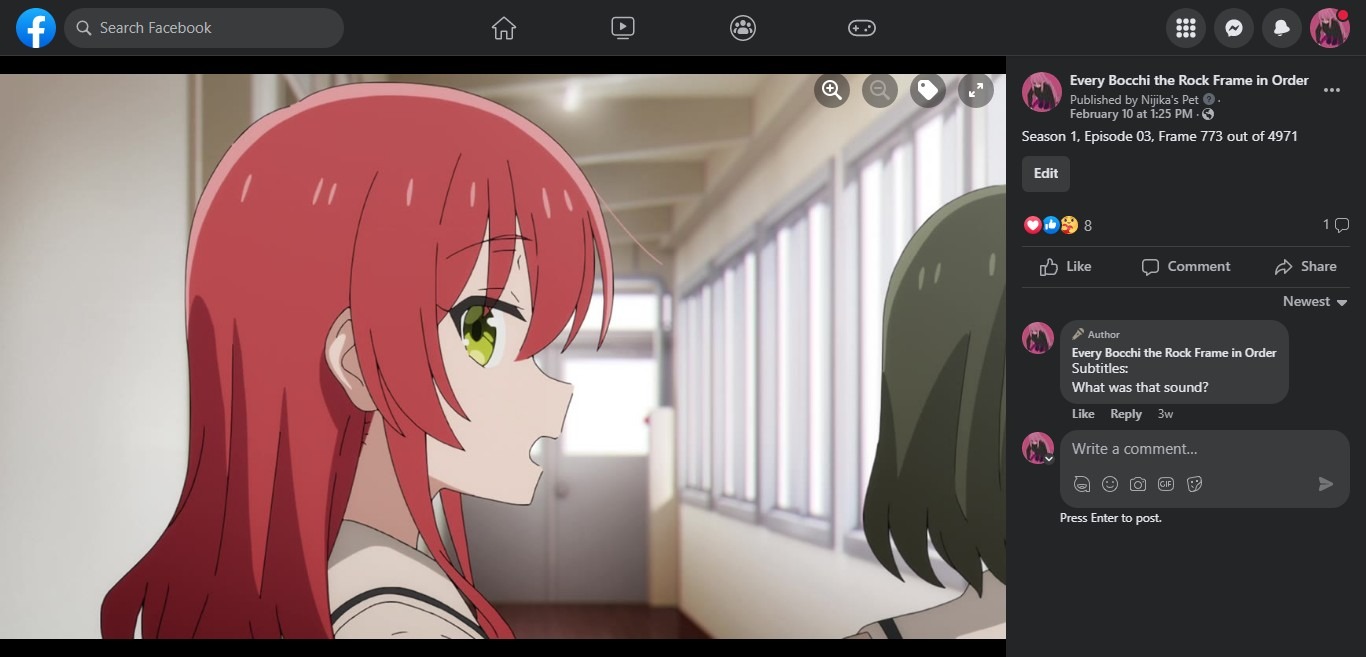 Search Facebook
Every Bocchi the Rock Frame in Order
Published by Nijika's Pet ·
February 10 at 1:25 PM ·
Season 1, Episode 03, Frame 773 out of 4971
Edit
8
1
Like
Comment
Share
Newest
Author
Every Bocchi the Rock Frame in Order
Subtitles:
What was that sound?
Like Reply 3w
Write a comment...
GIF
Press Enter to post.